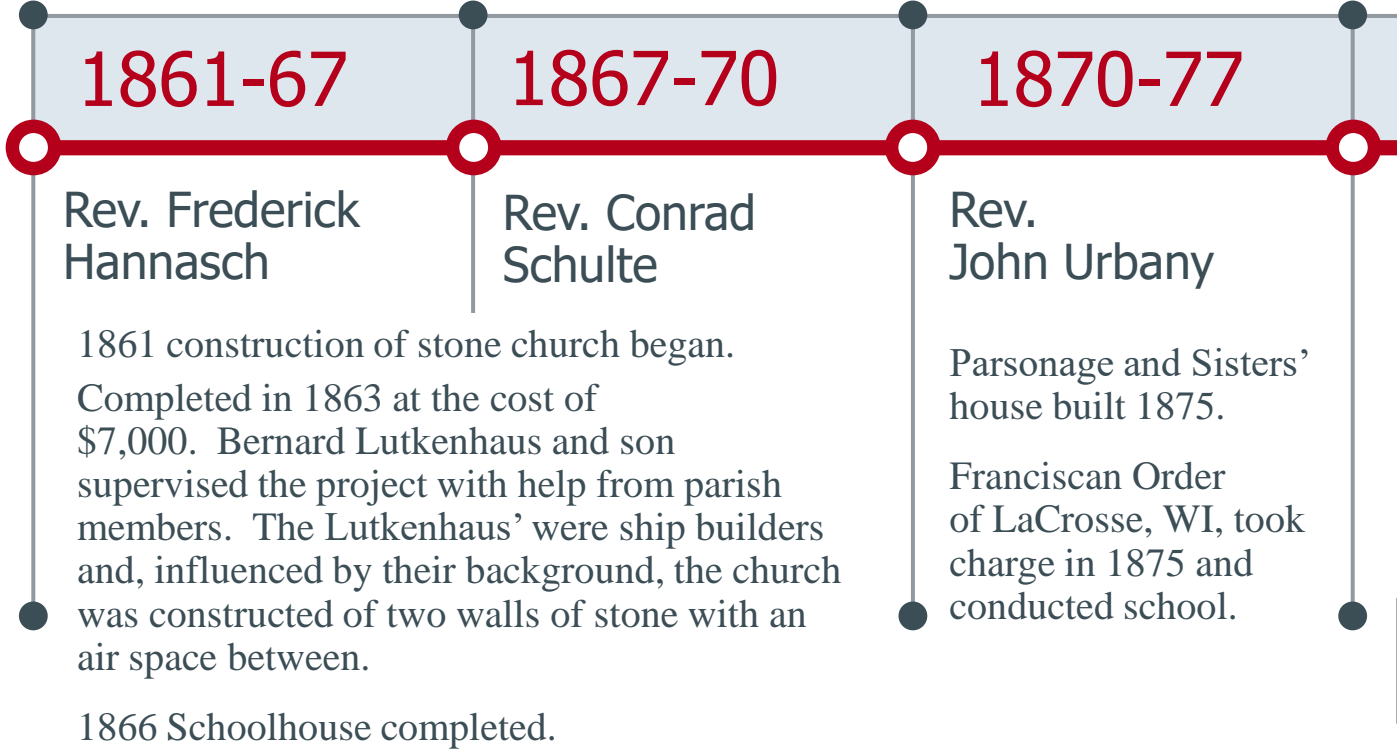 1861-67
Rev. Frederick
Hannasch
1867-70
Rev. Conrad
Schulte
1861 construction of stone church began.
Completed in 1863 at the cost of
$7,000.  Bernard Lutkenhaus and son
supervised the project with help from parish
members.  The Lutkenhaus’ were ship builders
and, influenced by their background, the church
was constructed of two walls of stone with an
air space between.
1866 Schoolhouse completed.
1870-77
Rev.
John Urbany
Parsonage and Sisters’
house built 1875.
Franciscan Order
of LaCrosse, WI, took
charge in 1875 and
conducted school.